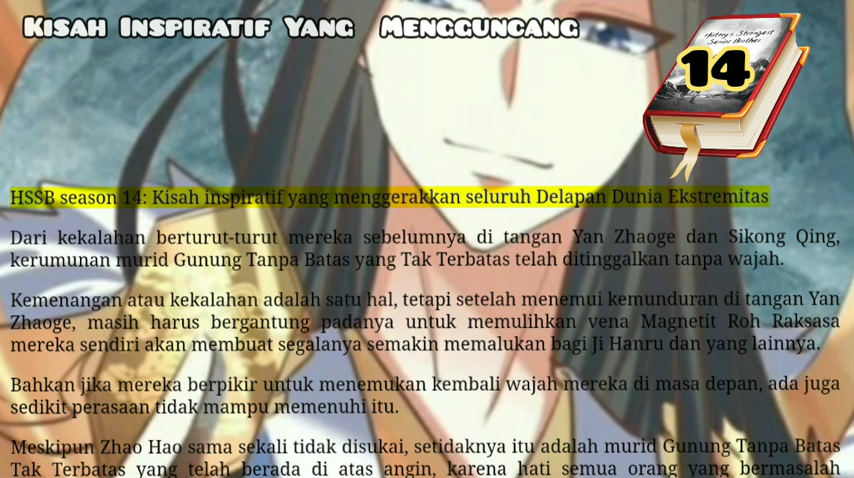 Kisah Inspiratif Yang Mengguncang
History's Strongest
Senior Brother
14
HSSB season 14: Kisah inspiratif yang menggerakkan seluruh Delapan Dunia Ekstremitas
Dari kekalahan berturut-turut mereka sebelumnya di tangan Yan Zhaoge dan Sikong Qing,
kerumunan murid Gunung Tanpa Batas yang Tak Terbatas telah ditinggalkan tanpa wajah.
Kemenangan atau kekalahan adalah satu hal, tetapi setelah menemui kemunduran di tangan Yan
Zhaoge, masih harus bergantung padanya untuk memulihkan vena Magnetit Roh Raksasa
mereka sendiri akan membuat segalanya semakin memalukan bagi Ji Hanru dan yang lainnya.
Bahkan jika mereka berpikir untuk menemukan kembali wajah mereka di masa depan, ada juga
sedikit perasaan tidak mampu memenuhi itu.
Meskipun Zhao Hao sama sekali tidak disukai, setidaknya itu adalah murid Gunung Tanpa Batas
Tak Terbatas yang telah berada di atas angin, karena hati semua orang yang bermasalah